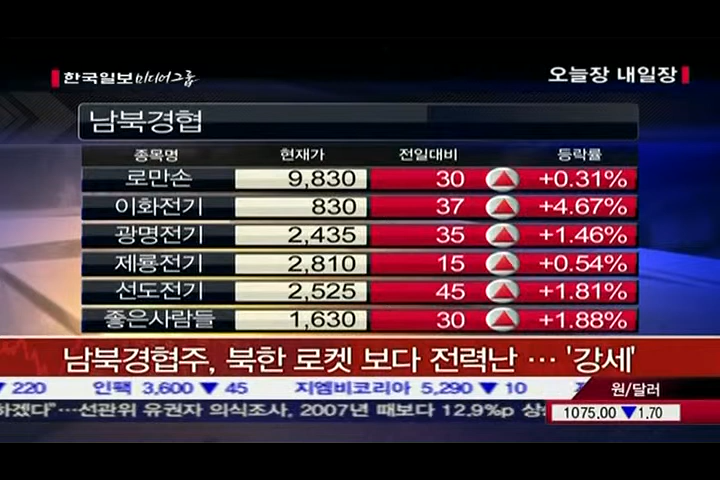 한국일보 미디어그룹
오늘장 내일장
남북경협
종목명 현재가 전일대비 등락률
로만손 9,830 30 ▲ +0.31%
이화전기 830 37 ▲ +4.67%
광명전기 2,435 35 ▲ +1.46%
제룡전기 2,810 15 ▲ +0.54%
선도전기 2,525 45 ▲ +1.81%
좋은사람들 1,630 30 ▲ +1.88%
남북경협주, 북한 로켓 보다 전력난 … '강세'
▼ 220 인팩 3,600 ▼ 45 지엠비코리아 5,290 ▼ 10
원/달러
하겠다"…선관위 유권자 의식조사, 2007년 때보다 12.9%p
1075.00 ▼1.70